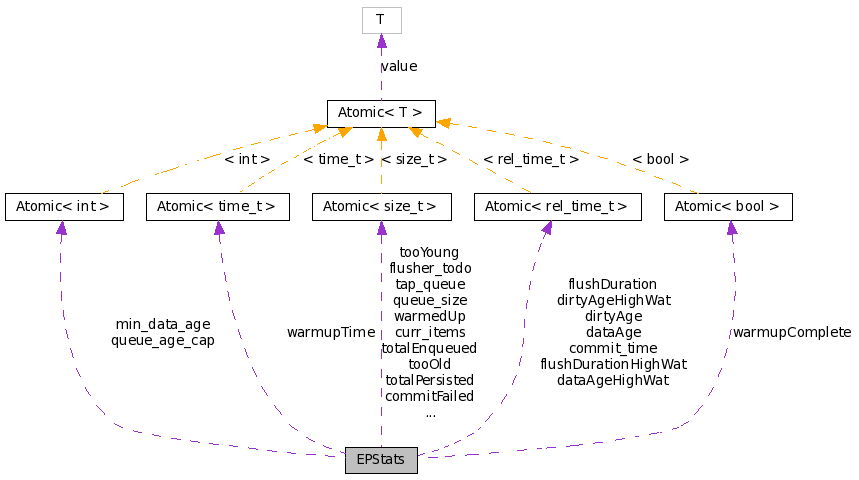 T
value
Atomic< T >
< int >
< time_t >
< size_t >
< rel_time_t >
< bool >
Atomic< int >
Atomic< time_t >
Atomic< size_t >
Atomic< rel_time_t >
Atomic< bool >
min_data_age
queue_age_cap
warmupTime
tooYoung
flusher_todo
tap_queue
queue_size
warmedUp
curr_items
totalEnqueued
tooOld
totalPersisted
commitFailed
...
flushDuration
dirtyAgeHighWat
dirtyAge
dataAge
commit_time
flushDurationHighWat
dataAgeHighWat
warmupComplete
EPStats